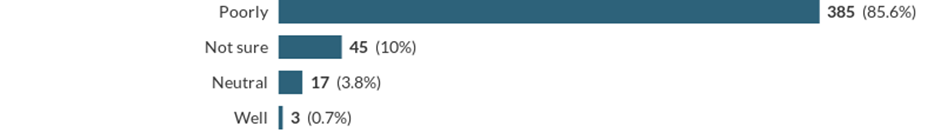 Poorly 385 (85.6%)
Not sure 45 (10%)
Neutral 17 (3.8%)
Well 3 (0.7%)